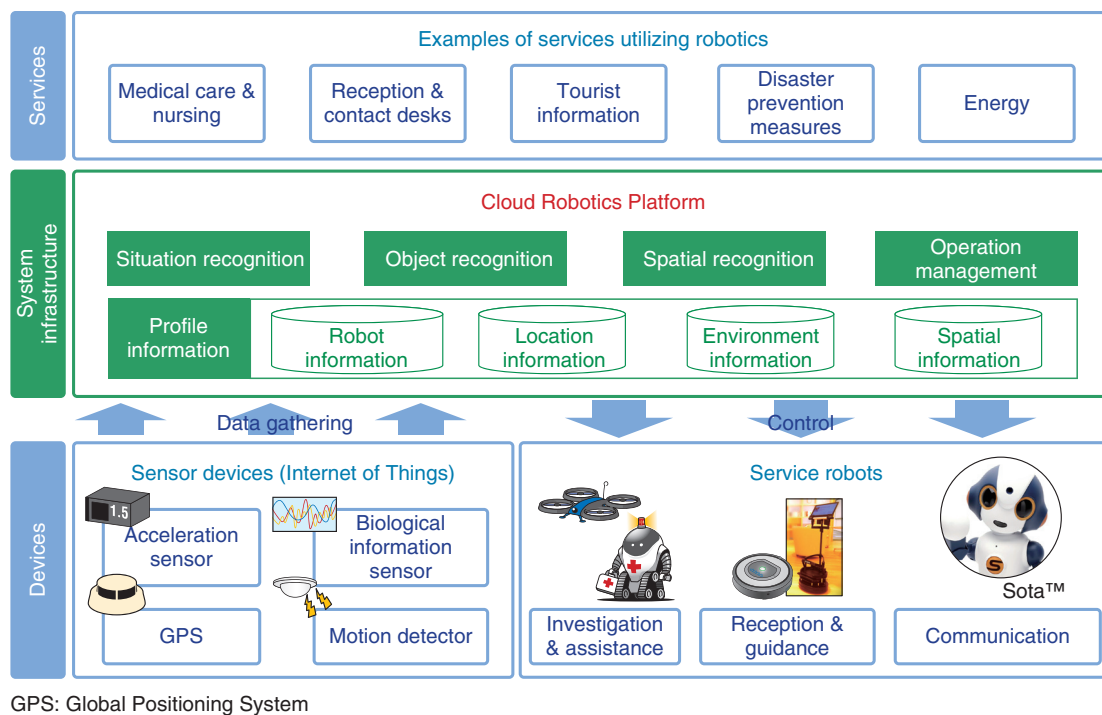 Services
Examples of services utilizing robotics
Medical care &
nursing
Reception &
contact desks
Tourist
information
Disaster
prevention
measures
Energy
System
infrastructure
Cloud Robotics Platform
Situation recognition
Object recognition
Spatial recognition
Operation
management
Profile
information
Robot
information
Location
information
Environment
information
Spatial
information
Data gathering
Control
Devices
Sensor devices (Internet of Things)
1.5
Acceleration
sensor
Biological
information
sensor
GPS
Motion detector
Service robots
S
Sota™
Investigation
& assistance
Reception &
guidance
Communication
GPS: Global Positioning System